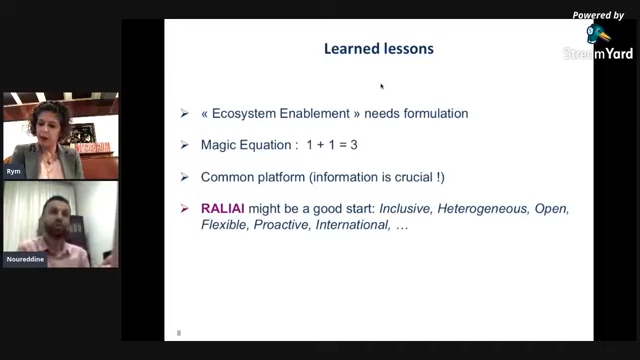 Powered by
StreamYard
Learned lessons
« Ecosystem Enablement » needs formulation
Magic Equation : 1 + 1 = 3
Common platform (information is crucial !)
RALIAI might be a good start: Inclusive, Heterogeneous, Open,
Flexible, Proactive, International, …
Rym
Noureddine
8